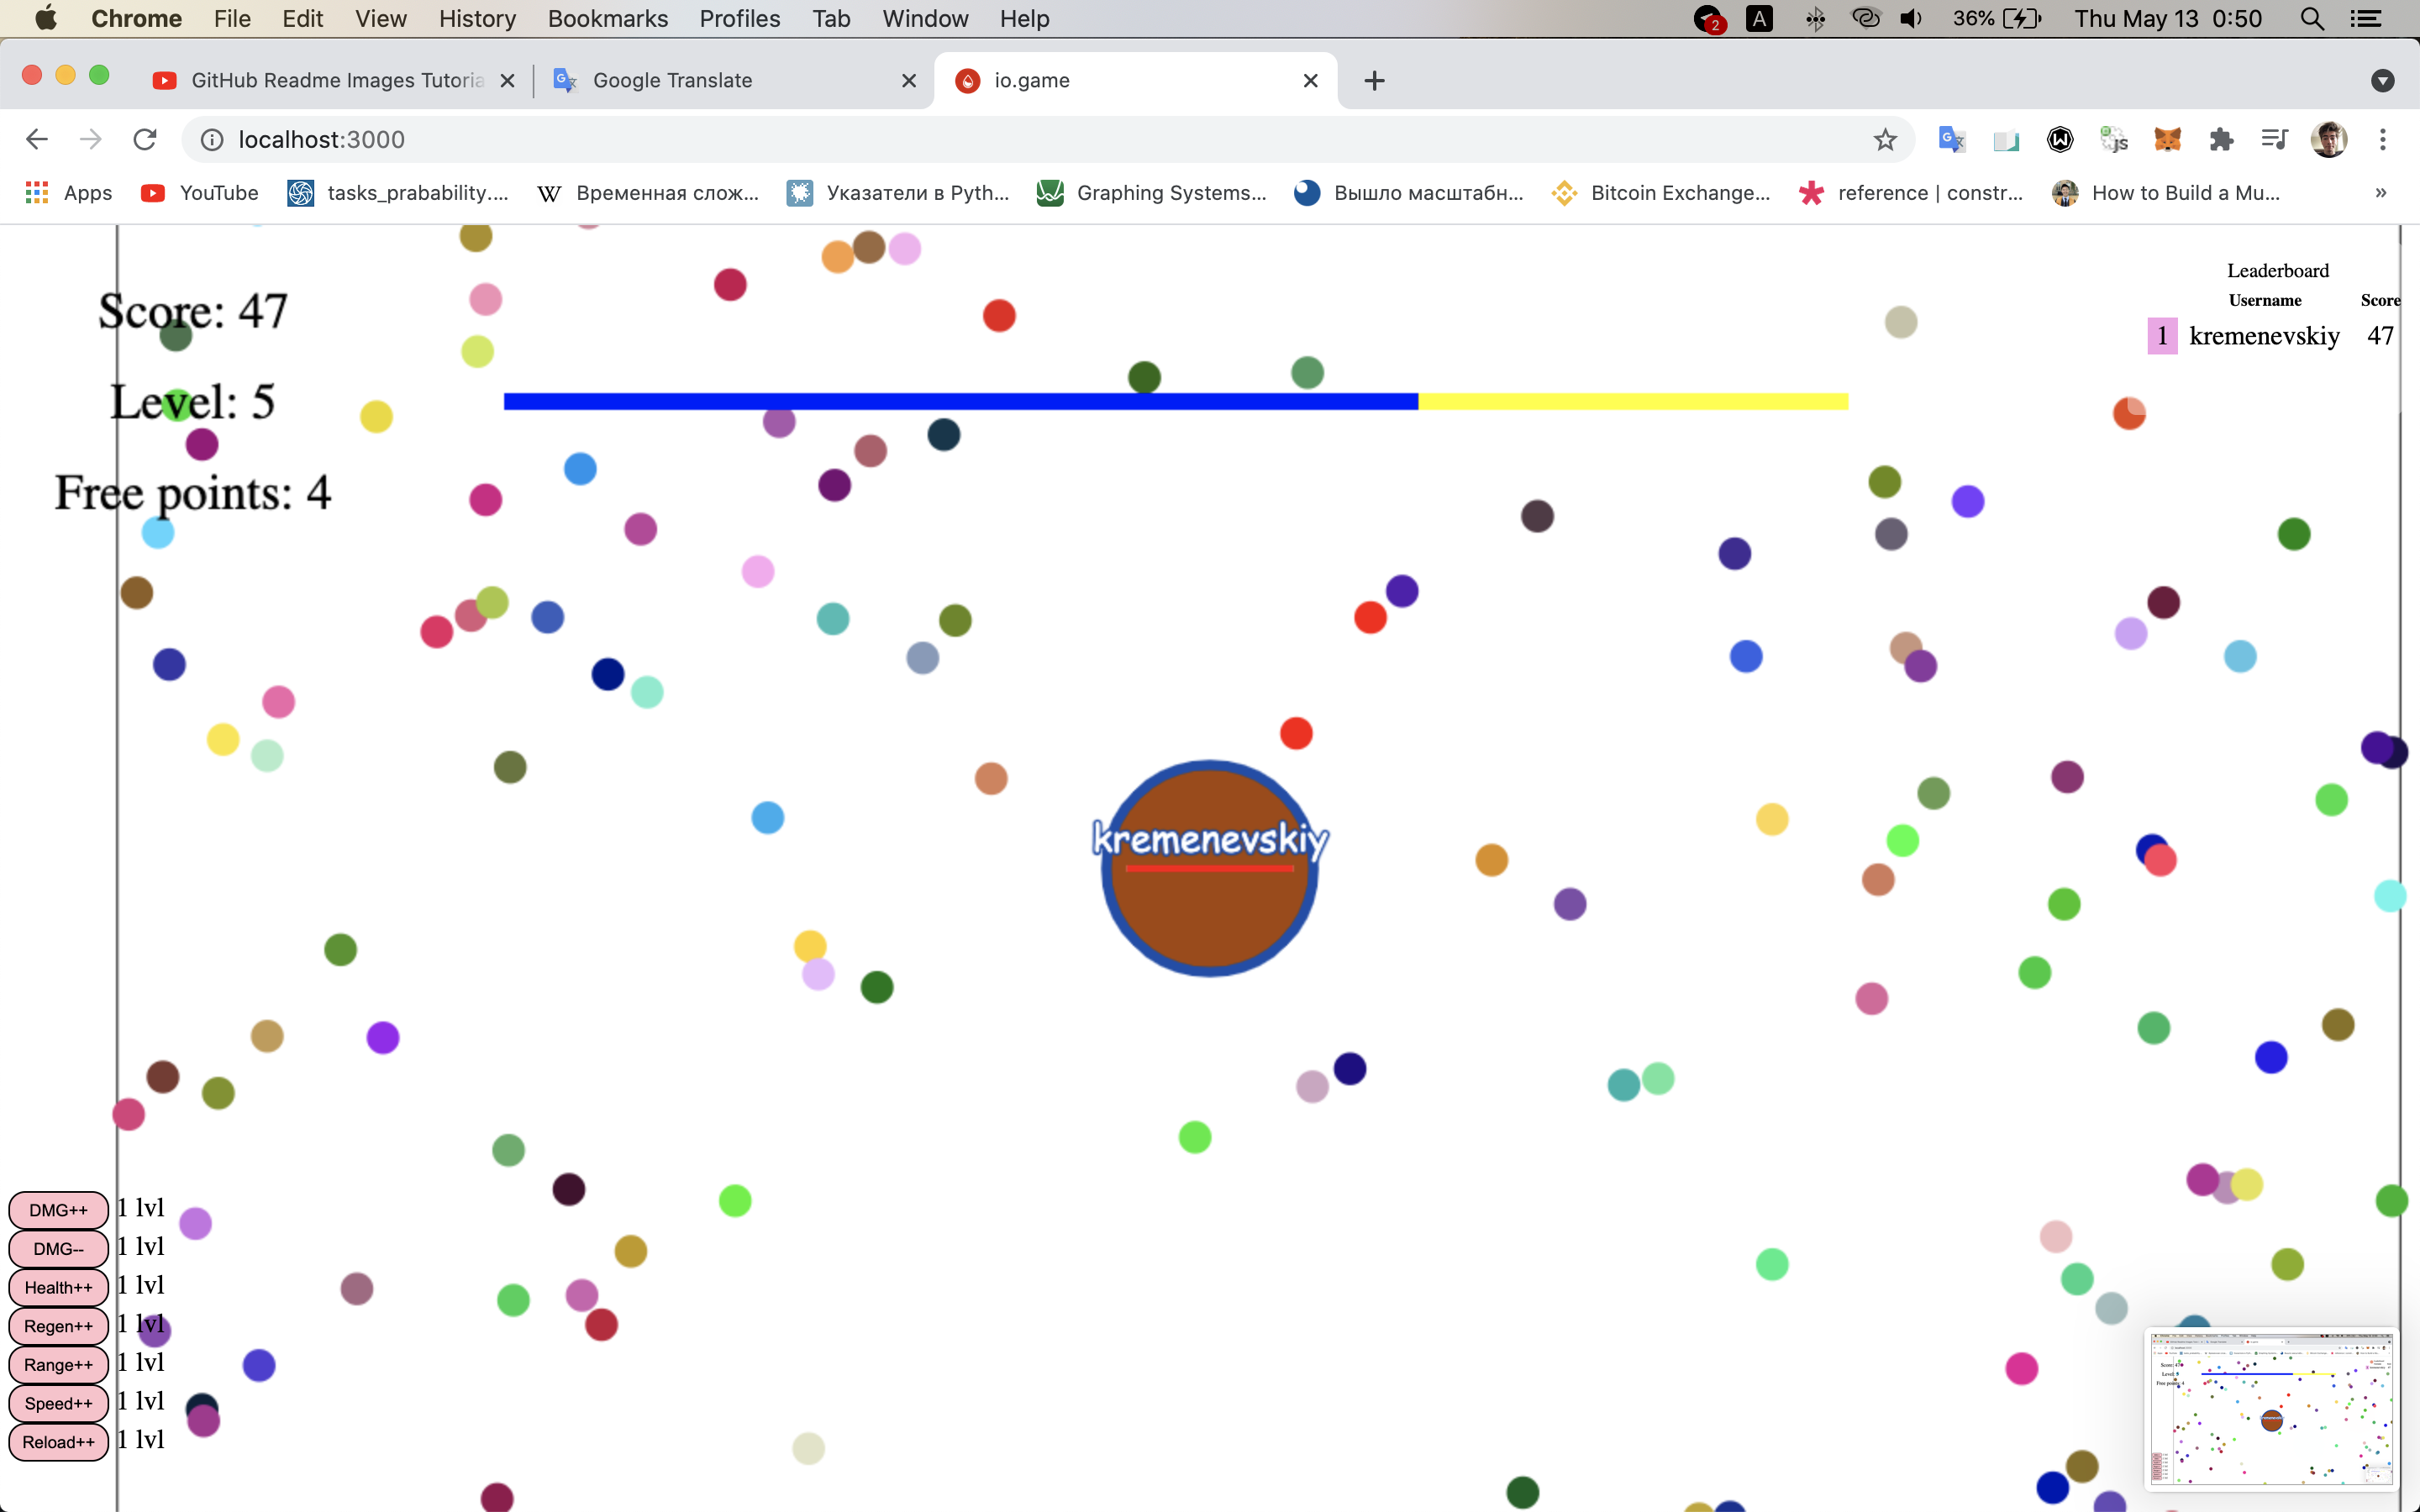 Chrome File Edit View History Bookmarks Profiles Tab Window Help 2 A 36% Thu May 13 0:50
GitHub Readme Images Tutoria Google Translate io.game
localhost:3000
Apps YouTube tasks_prabability.... Временная слож... Указатели в Pyth... Graphing Systems... Вышло масштабн... Bitcoin Exchange... reference | constr... How to Build a Mu... »
Score: 47
Level: 5
Free points: 4
Leaderboard
Username Score
1 kremenevskiy 47
kremenevskiy
DMG++ 1 lvl
DMG-- 1 lvl
Health++ 1 lvl
Regen++ 1 lvl
Range++ 1 lvl
Speed++ 1 lvl
Reload++ 1 lvl